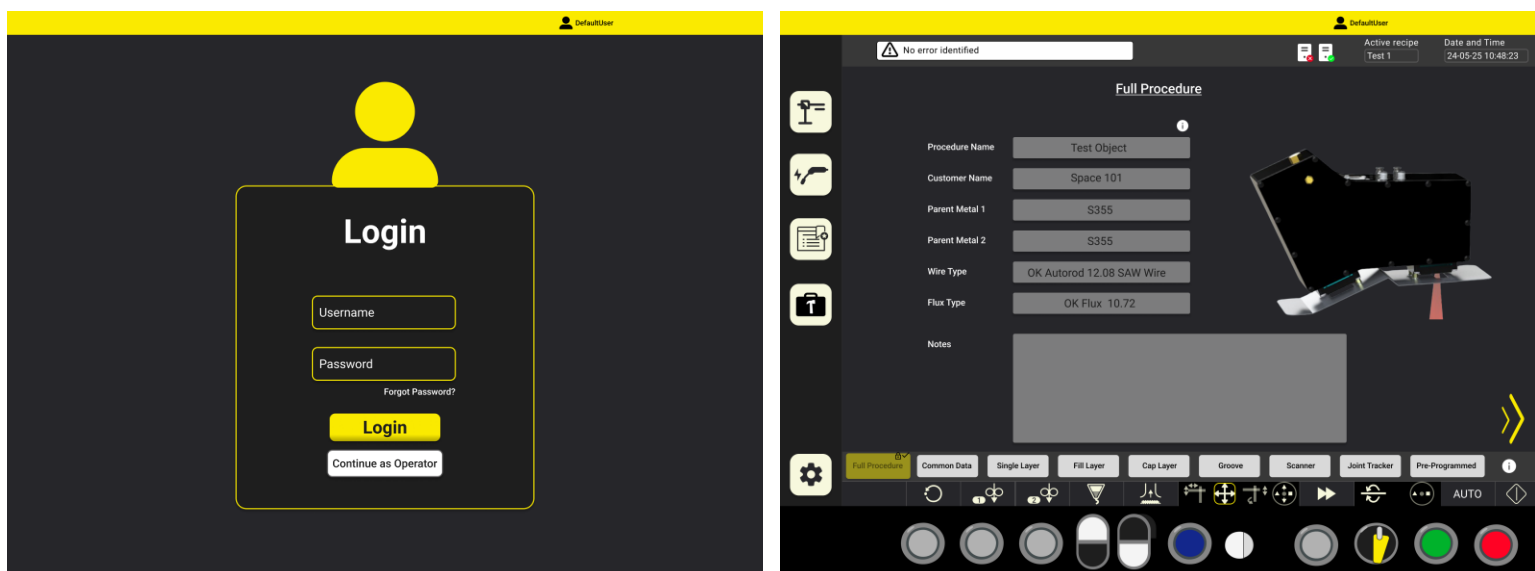 DefaultUser
Login
Username
Password
Forgot Password?
Login
Continue as Operator
DefaultUser
No error identified
Active recipe
Test 1
Date and Time
24-05-25 10:48:23
Full Procedure
Procedure Name
Test Object
Customer Name
Space 101
Parent Metal 1
S355
Parent Metal 2
S355
Wire Type
OK Autorod 12.08 SAW Wire
Flux Type
OK Flux 10.72
Notes
Full Procedure
Common Data
Single Layer
Fill Layer
Cap Layer
Groove
Scanner
Joint Tracker
Pre-Programmed
1
2
AUTO